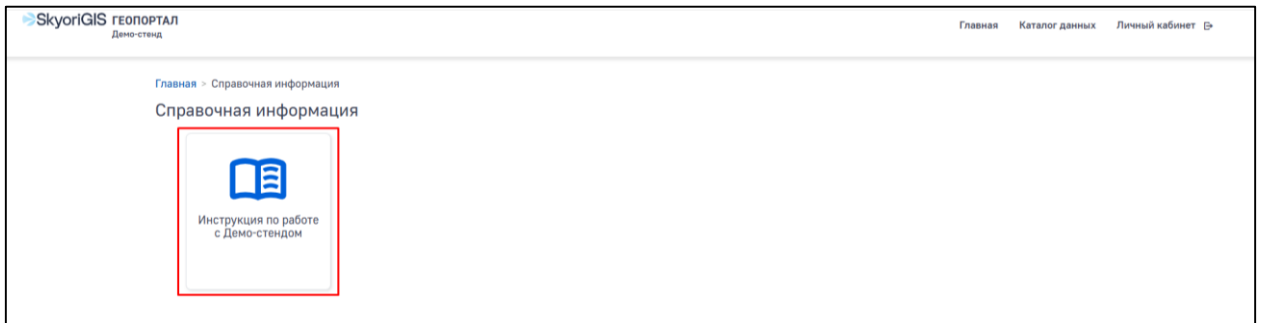 SkyoriGIS ГЕОПОРТАЛ
Демо-стенд
Главная Каталог данных Личный кабинет
Главная > Справочная информация
Справочная информация
Инструкция по работе
с Демо-стендом